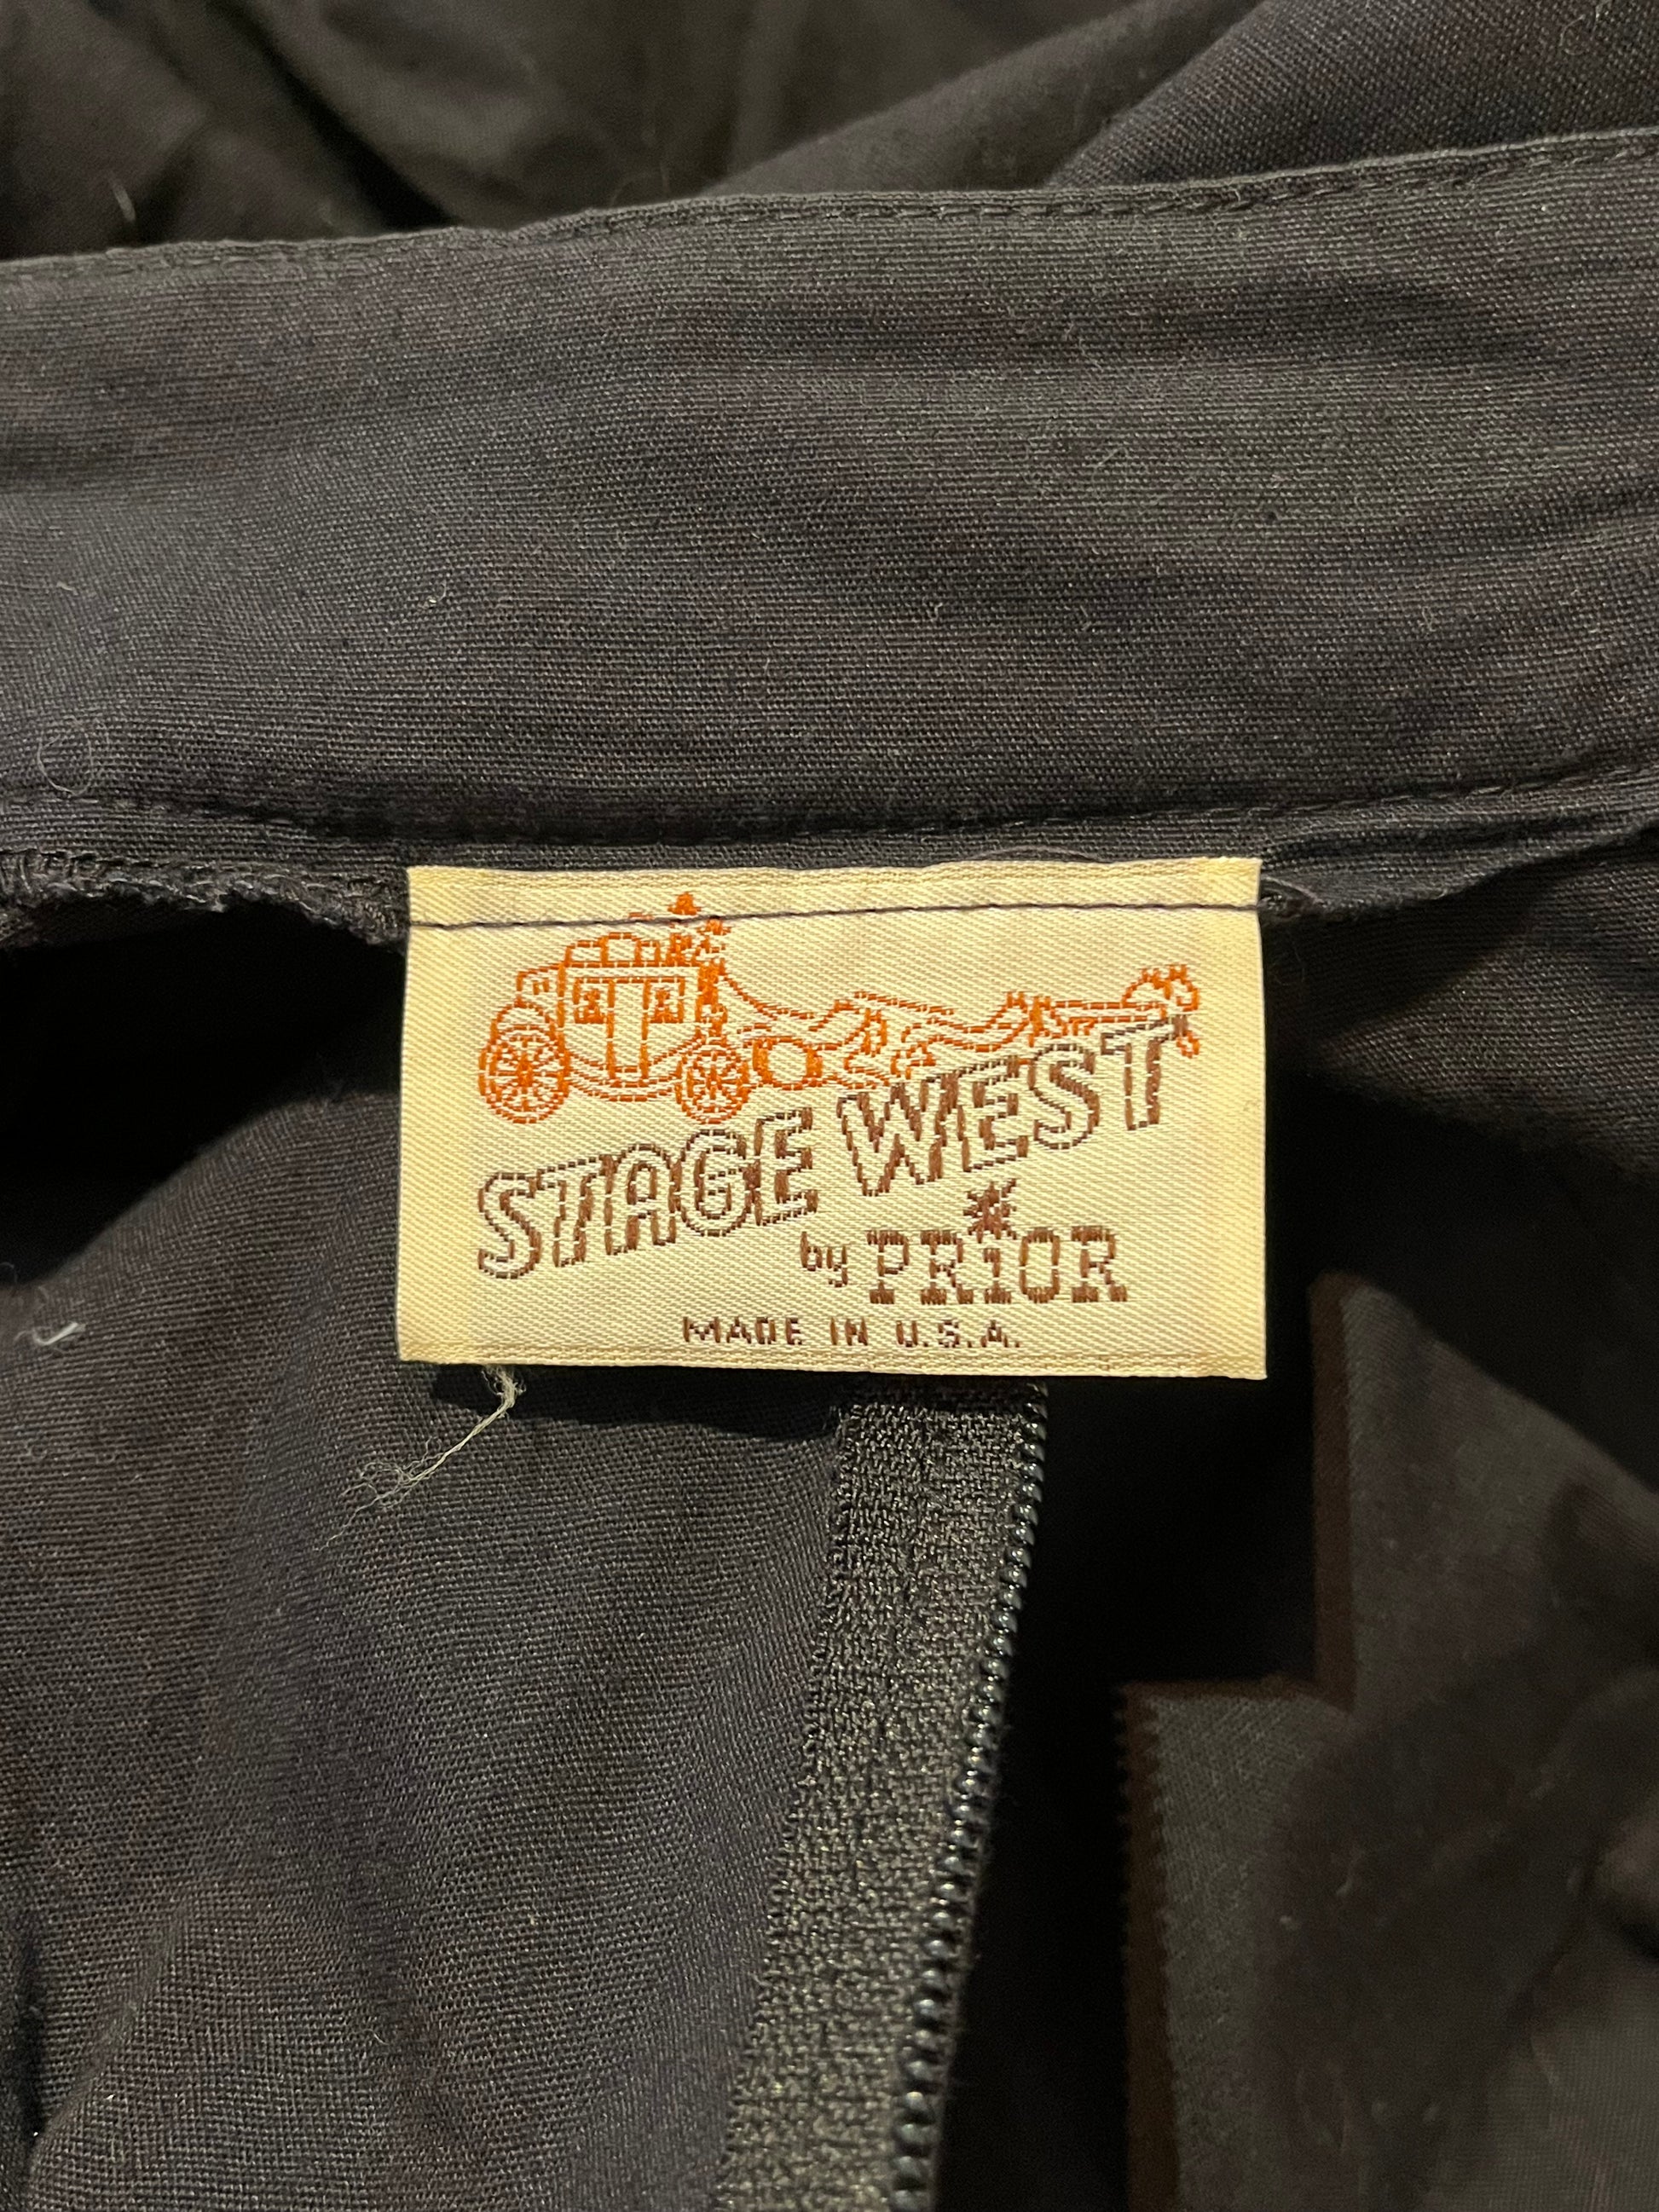 STAGE WEST
by PRiOR
MADE IN U.S.A.